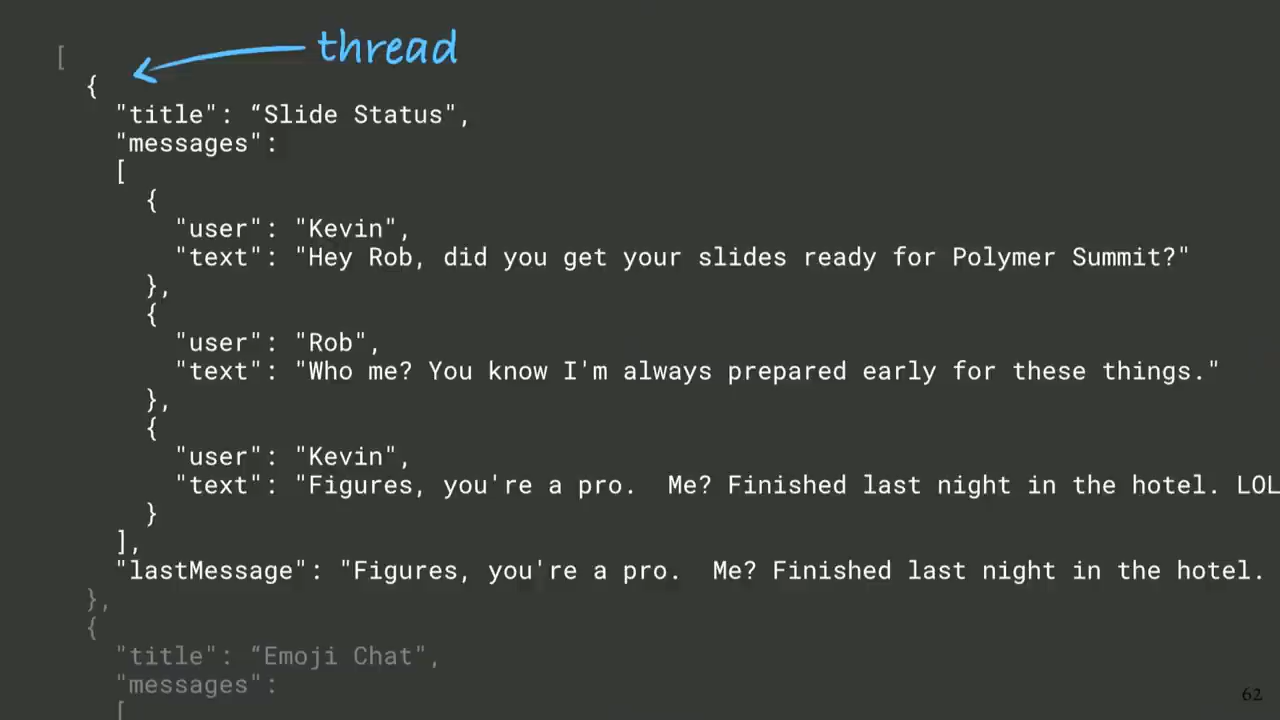 thread
[
{
"title": “Slide Status",
"messages":
[
{
"user": "Kevin",
"text": "Hey Rob, did you get your slides ready for Polymer Summit?"
},
{
"user": "Rob",
"text": "Who me? You know I'm always prepared early for these things."
},
{
"user": "Kevin",
"text": "Figures, you're a pro.  Me? Finished last night in the hotel. LOL
}
],
"lastMessage": "Figures, you're a pro.  Me? Finished last night in the hotel.
},
{
"title": “Emoji Chat",
"messages":
[
62